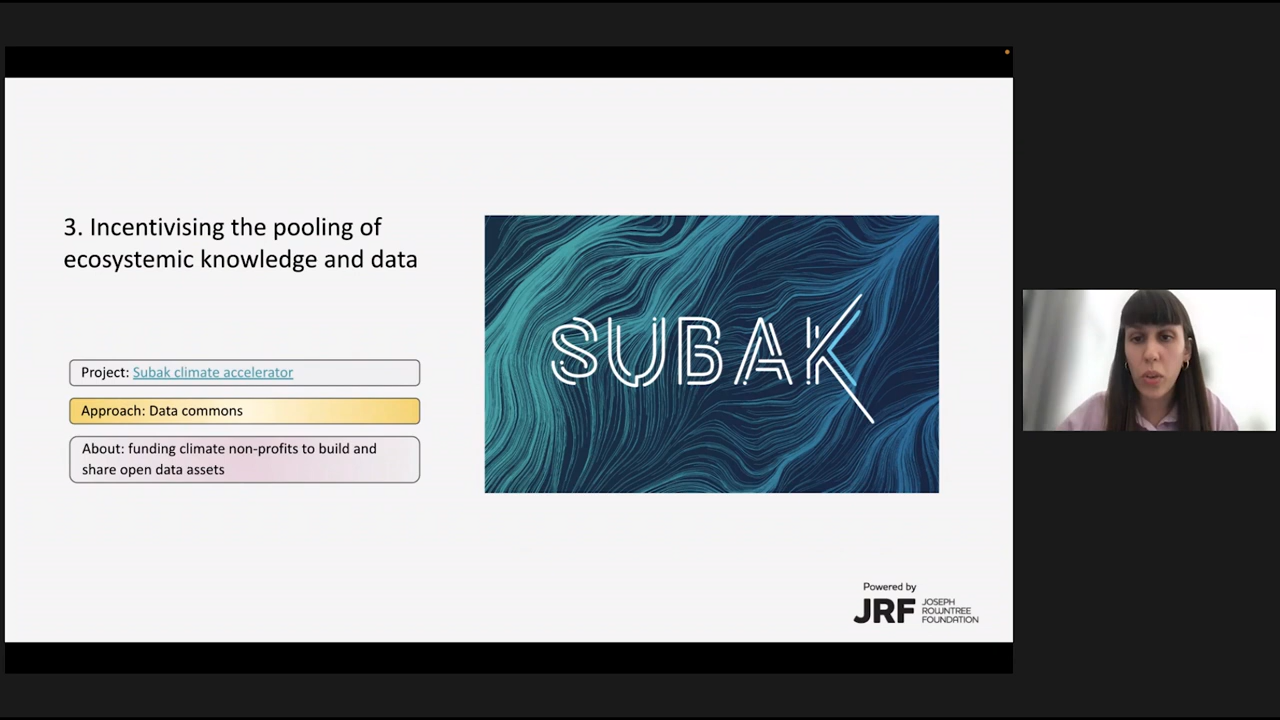 3. Incentivising the pooling of
ecosystemic knowledge and data
Project: Subak climate accelerator
Approach: Data commons
About: funding climate non-profits to build and
share open data assets
SUBAK
Powered by
JRF JOSEPH
ROWNTREE
FOUNDATION